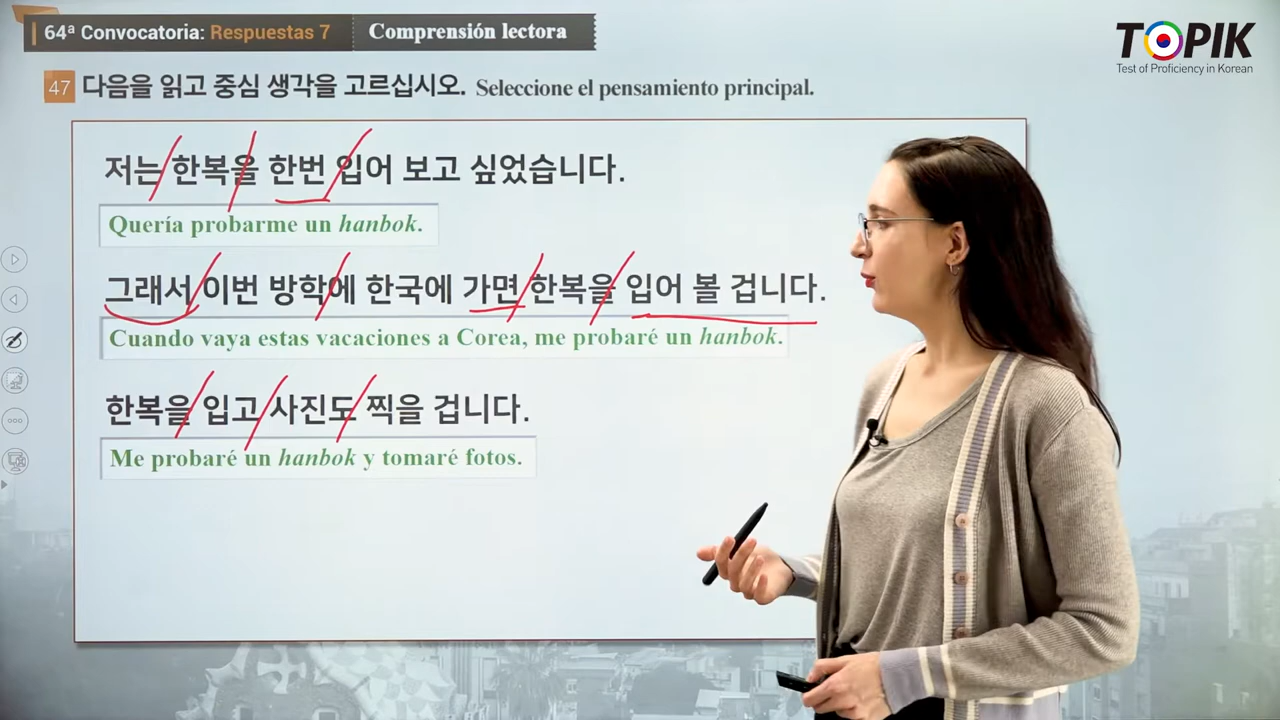 64ª Convocatoria: Respuestas 7 Comprensión lectora
TOPIK
Test of Proficiency in Korean
47 다음을 읽고 중심 생각을 고르십시오. Seleccione el pensamiento principal.
저는 한복을 한번 입어 보고 싶었습니다.
Quería probarme un hanbok.
그래서 이번 방학에 한국에 가면 한복을 입어 볼 겁니다.
Cuando vaya estas vacaciones a Corea, me probaré un hanbok.
한복을 입고 사진도 찍을 겁니다.
Me probaré un hanbok y tomaré fotos.